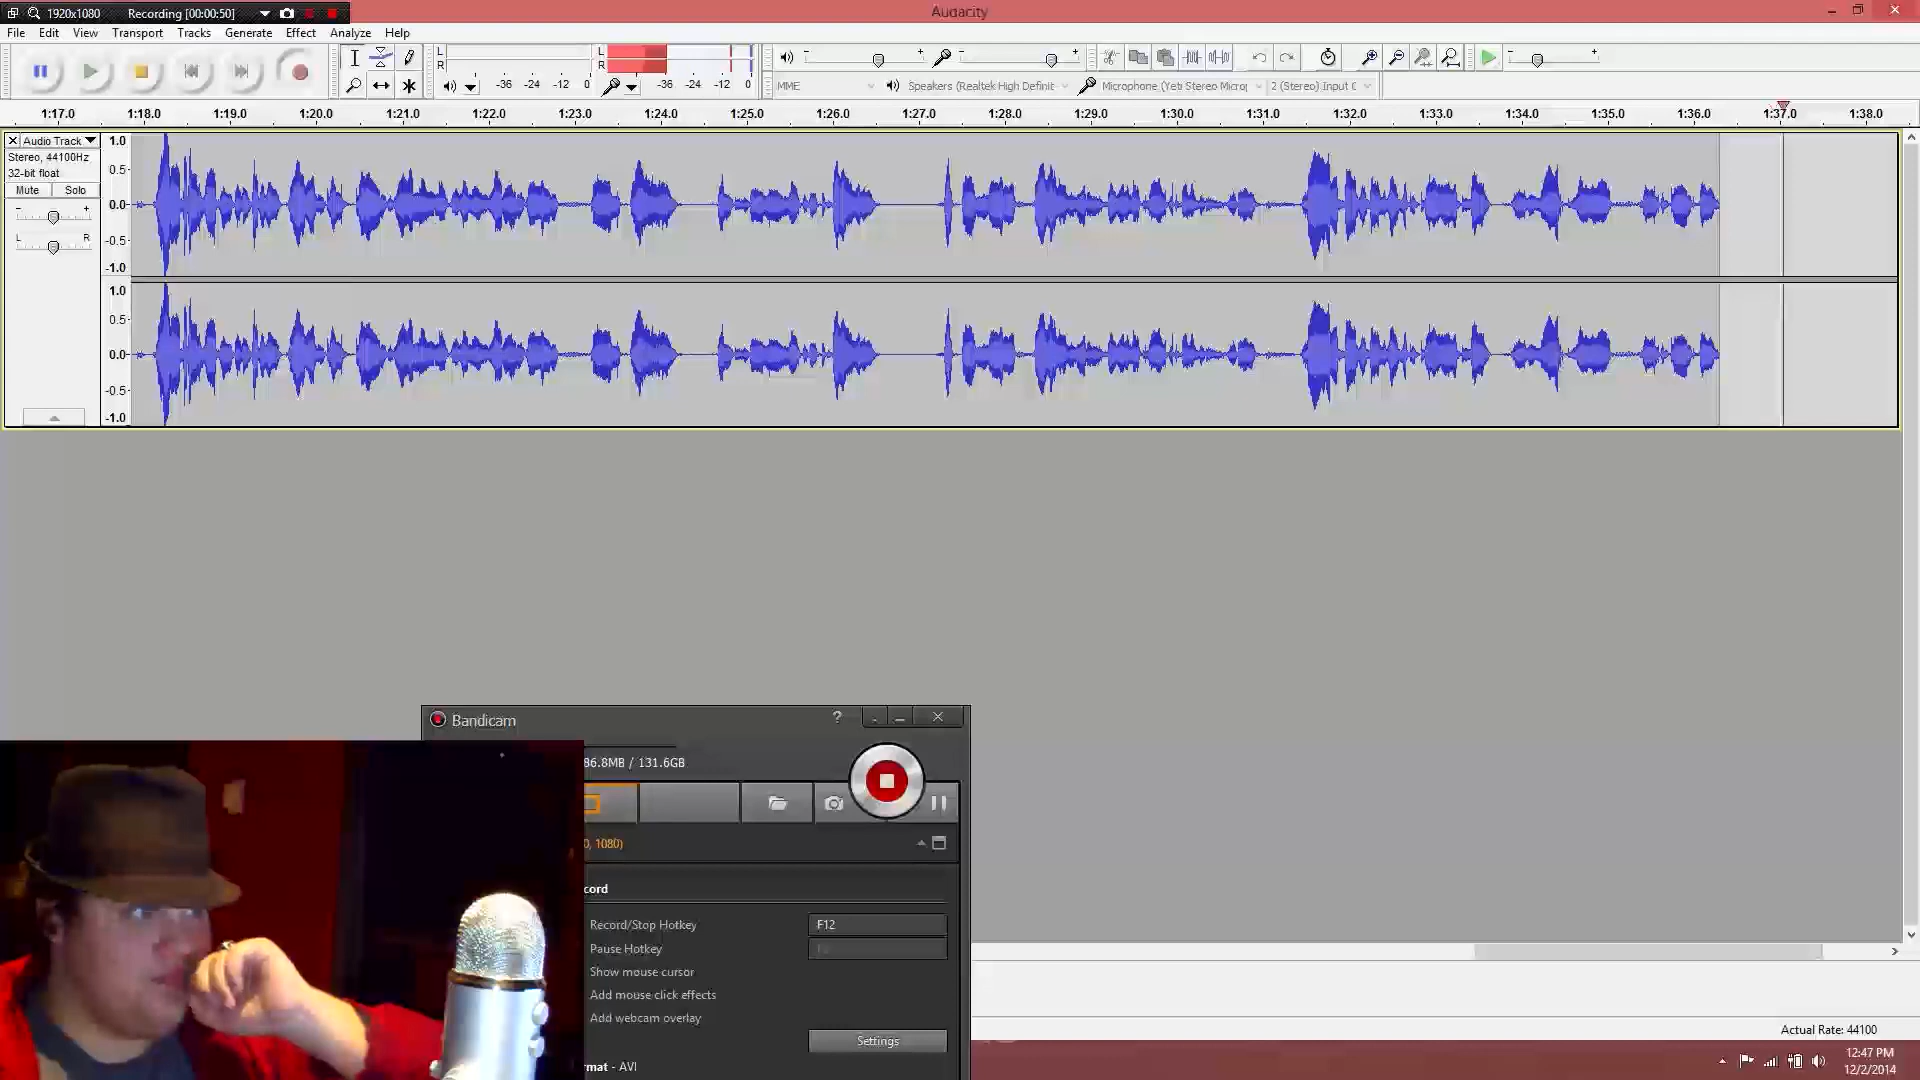 1920x1080 Recording [00:00:50] Audacity
File Edit View Transport Tracks Generate Effect Analyze Help
L L
R R
-36 -24 -12 0 -36 -24 -12 0
MME Speakers (Realtek High Definit Microphone (Yeti Stereo Microp 2 (Stereo) Input C
1:17.0 1:18.0 1:19.0 1:20.0 1:21.0 1:22.0 1:23.0 1:24.0 1:25.0 1:26.0 1:27.0 1:28.0 1:29.0 1:30.0 1:31.0 1:32.0 1:33.0 1:34.0 1:35.0 1:36.0 1:37.0 1:38.0
Audio Track 1.0
Stereo, 44100Hz
32-bit float 0.5
Mute Solo
- + 0.0
L R -0.5
-1.0
1.0
0.5
0.0
-0.5
-1.0
Bandicam ?
86.8MB / 131.6GB
0, 1080)
cord
Record/Stop Hotkey F12
Pause Hotkey
Show mouse cursor
Add mouse click effects
Add webcam overlay
Settings
Actual Rate: 44100
rmat - AVI
12:47 PM
12/2/2014